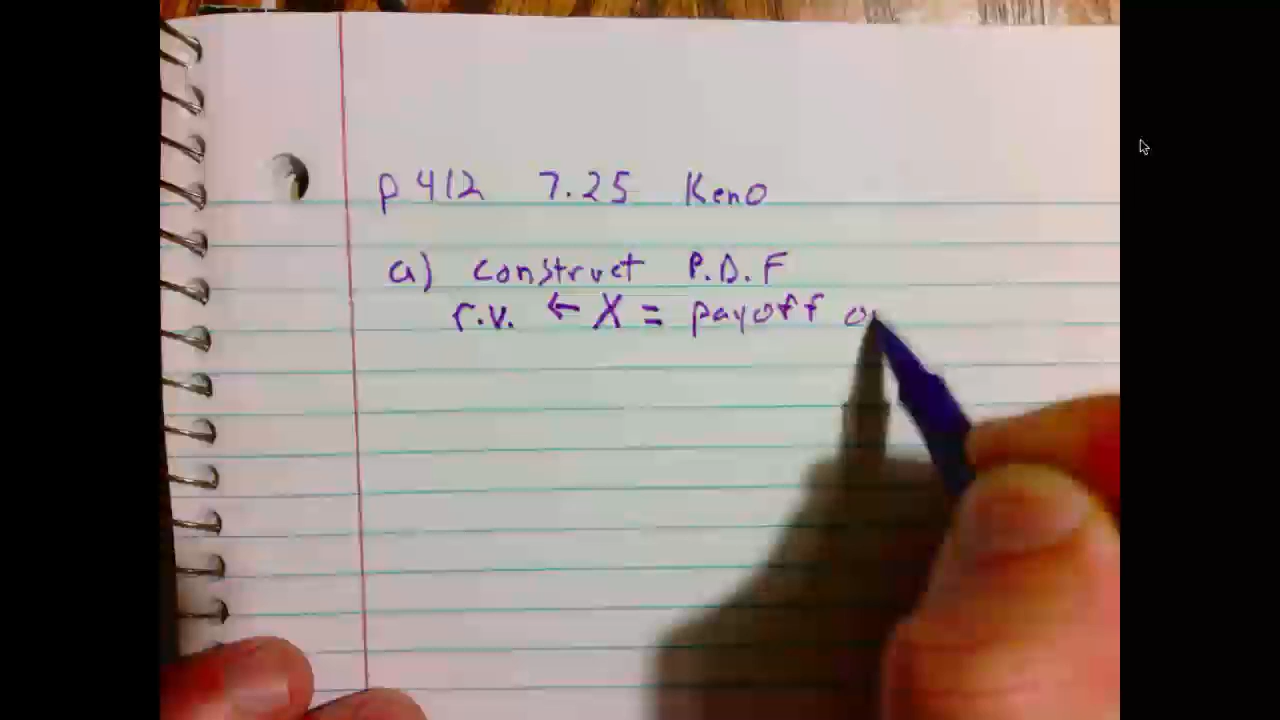 p 412 7.25 Keno
a) construct P.D.F
r.v. ← X = payoff